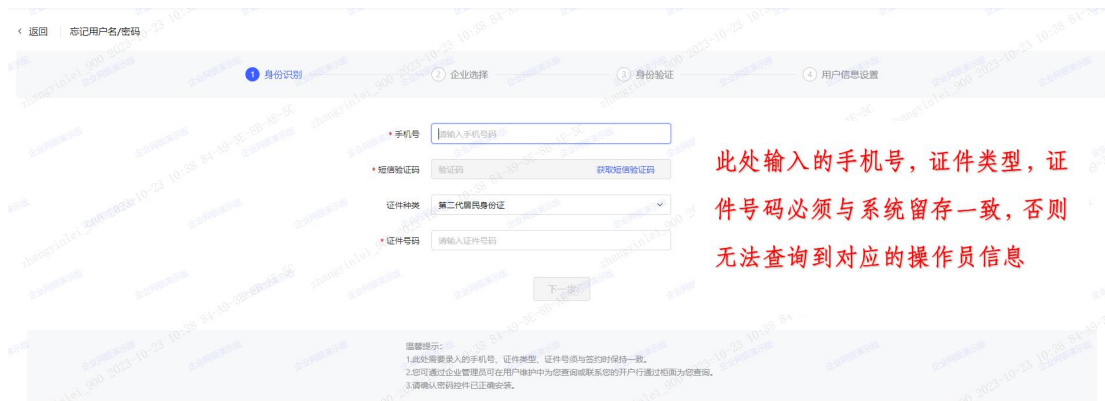 返回 忘记用户名/密码
1 身份识别 2 企业选择 3 身份验证 4 用户信息设置
* 手机号 请输入手机号码
* 短信验证码 验证码 获取短信验证码
证件种类 第二代居民身份证
* 证件号码 请输入证件号码
下一步
此处输入的手机号，证件类型，证
件号码必须与系统留存一致，否则
无法查询到对应的操作员信息
温馨提示：
1.此处需要录入的手机号、证件类型、证件号须与签约时保持一致。
2.您可通过企业管理员可在用户维护中为您查询或联系您的开户行通过柜面为您查询。
3.请确认密码控件已正确安装。